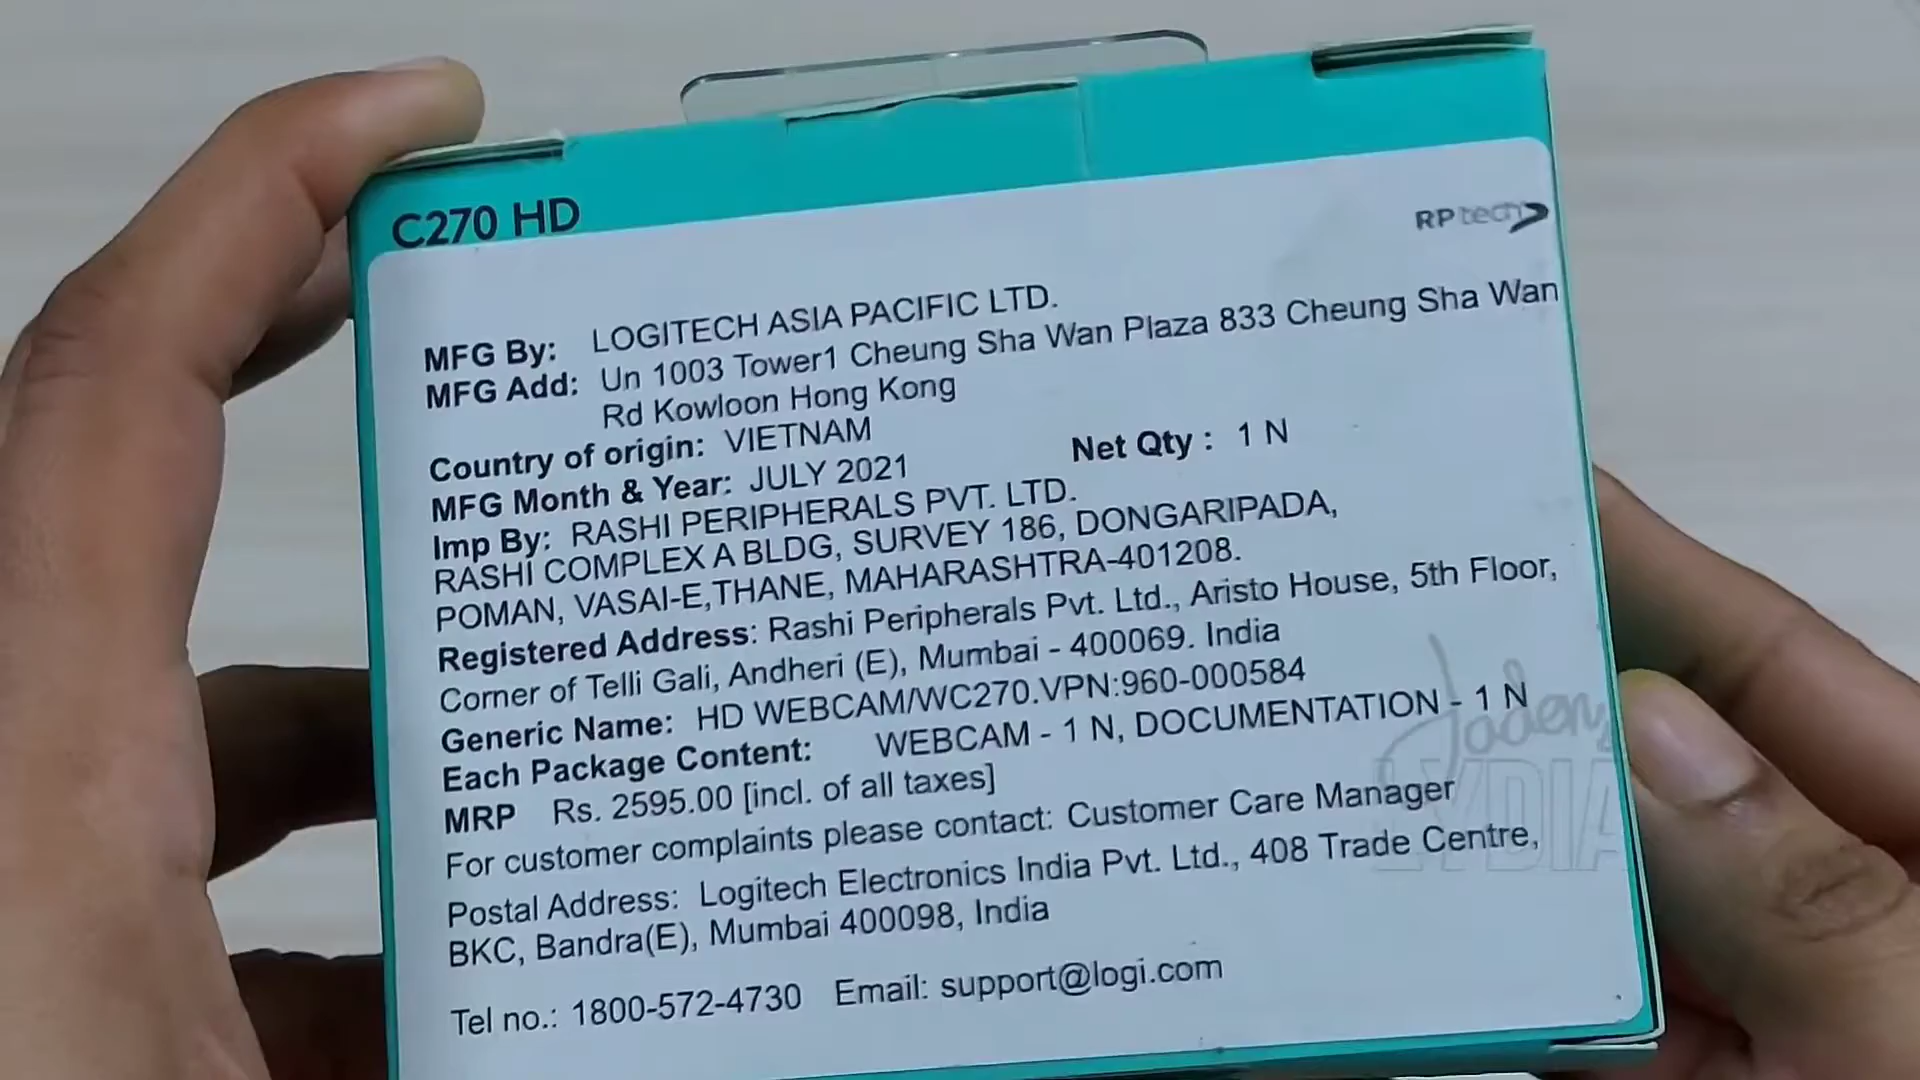 C270 HD
RPtech
MFG By: LOGITECH ASIA PACIFIC LTD.
MFG Add: Un 1003 Tower1 Cheung Sha Wan Plaza 833 Cheung Sha Wan
Rd Kowloon Hong Kong
Country of origin: VIETNAM
Net Qty : 1 N
MFG Month & Year: JULY 2021
Imp By: RASHI PERIPHERALS PVT. LTD.
RASHI COMPLEX A BLDG, SURVEY 186, DONGARIPADA,
POMAN, VASAI-E,THANE, MAHARASHTRA-401208.
Registered Address: Rashi Peripherals Pvt. Ltd., Aristo House, 5th Floor,
Corner of Telli Gali, Andheri (E), Mumbai - 400069. India
Generic Name: HD WEBCAM/WC270.VPN:960-000584
Each Package Content: WEBCAM - 1 N, DOCUMENTATION - 1 N
MRP Rs. 2595.00 [incl. of all taxes]
For customer complaints please contact: Customer Care Manager
Postal Address: Logitech Electronics India Pvt. Ltd., 408 Trade Centre,
BKC, Bandra(E), Mumbai 400098, India
Tel no.: 1800-572-4730 Email: support@logi.com
Jaden
LYDIA